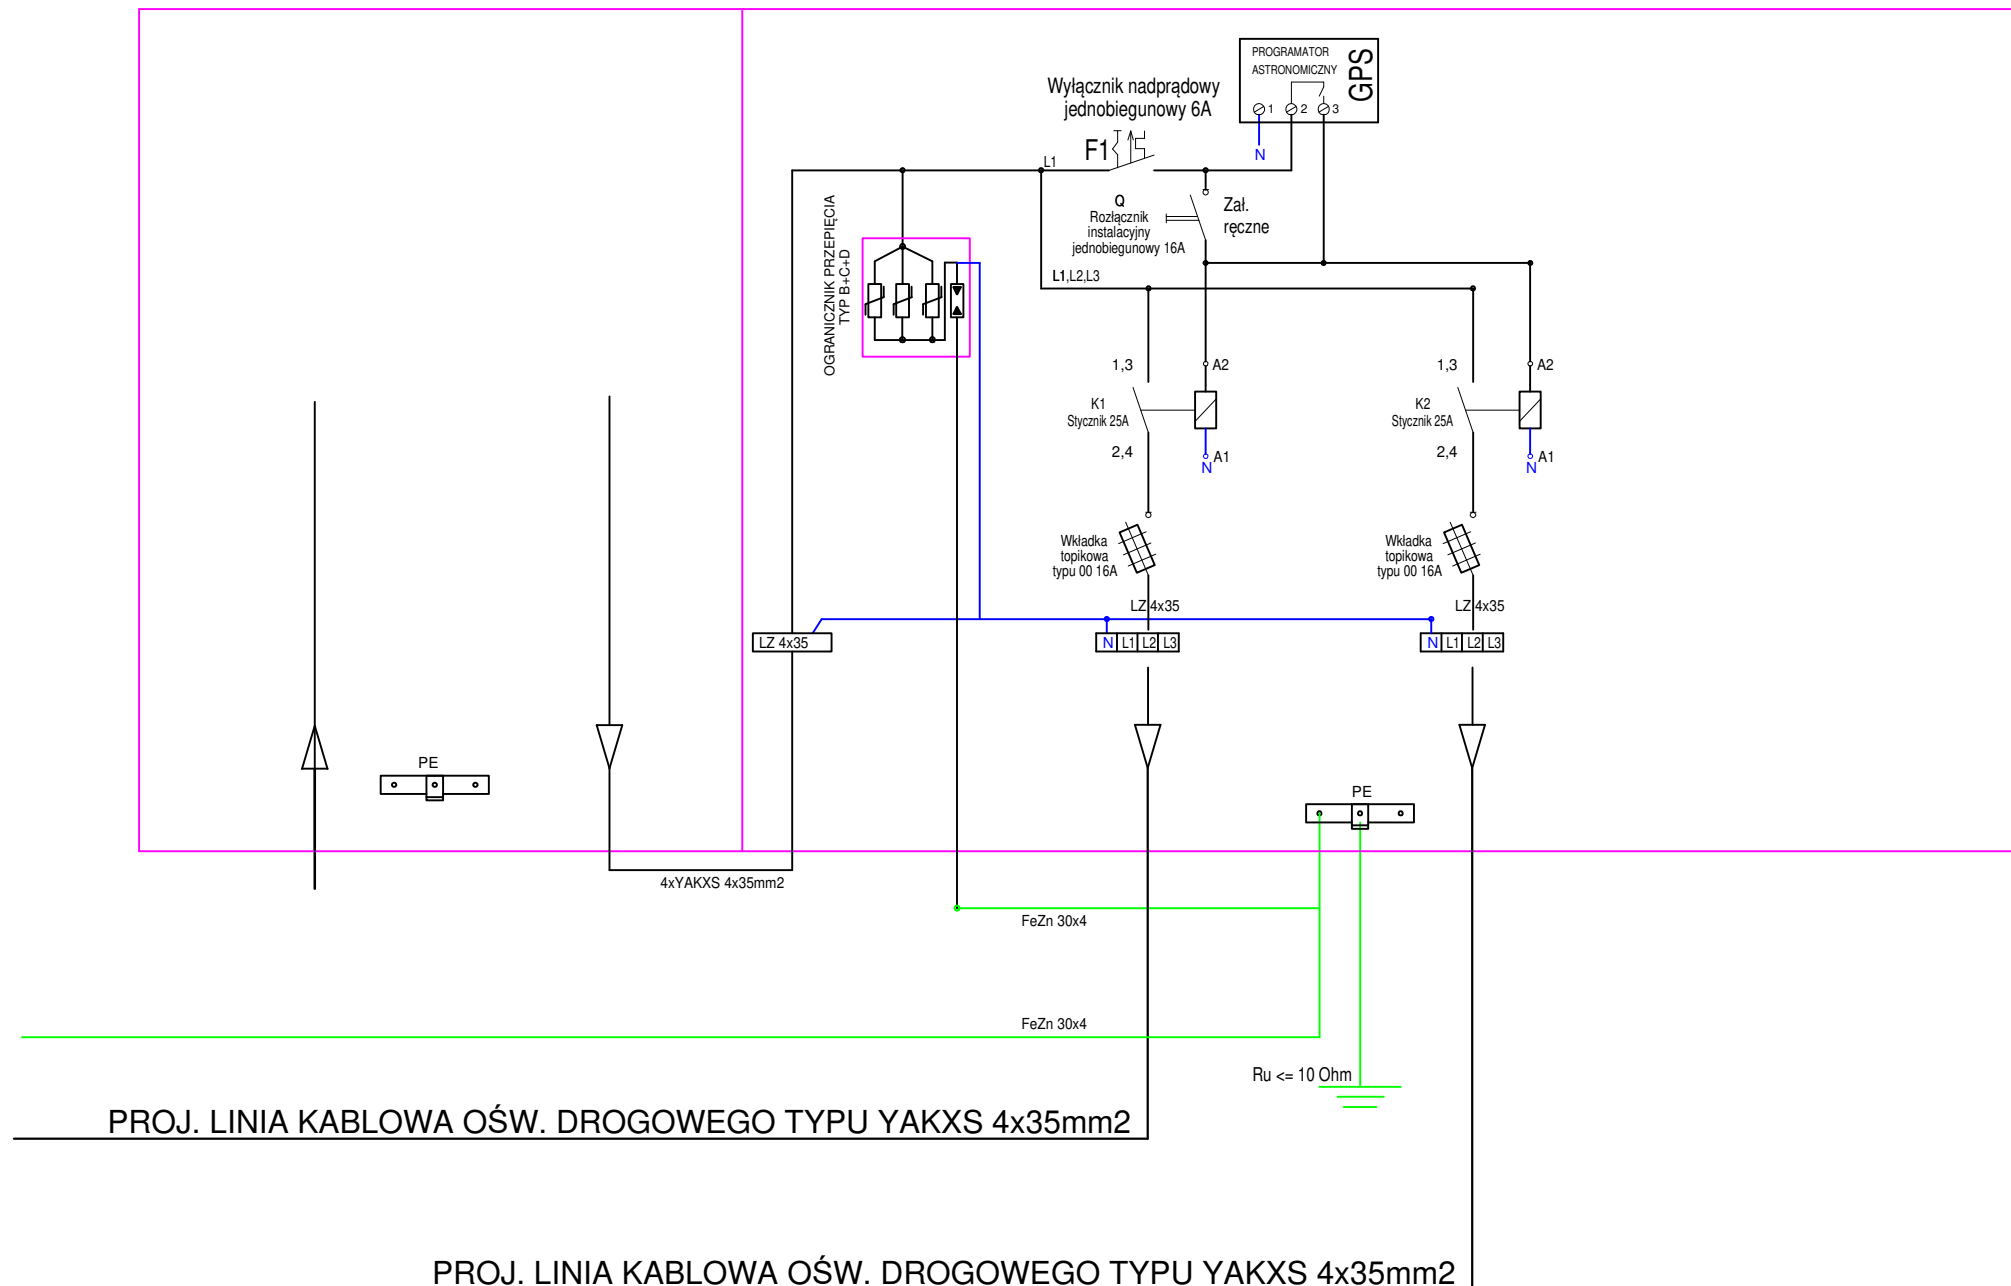 PROGRAMATOR
ASTRONOMICZNY
GPS
1 2 3
N
Wyłącznik nadprądowy
jednobiegunowy 6A
F1
L1
Q
Rozłącznik
instalacyjny
jednobiegunowy 16A
Zał.
ręczne
OGRANICZNIK PRZEPIĘCIA
TYP B+C+D
L1,L2,L3
1,3
A2
K1
Stycznik 25A
2,4
A1
N
1,3
A2
K2
Stycznik 25A
2,4
A1
N
Wkładka
topikowa
typu 00 16A
Wkładka
topikowa
typu 00 16A
LZ 4x35
LZ 4x35
LZ 4x35
N L1 L2 L3
N L1 L2 L3
PE
PE
4xYAKXS 4x35mm2
FeZn 30x4
FeZn 30x4
Ru <= 10 Ohm
PROJ. LINIA KABLOWA OŚW. DROGOWEGO TYPU YAKXS 4x35mm2
PROJ. LINIA KABLOWA OŚW. DROGOWEGO TYPU YAKXS 4x35mm2